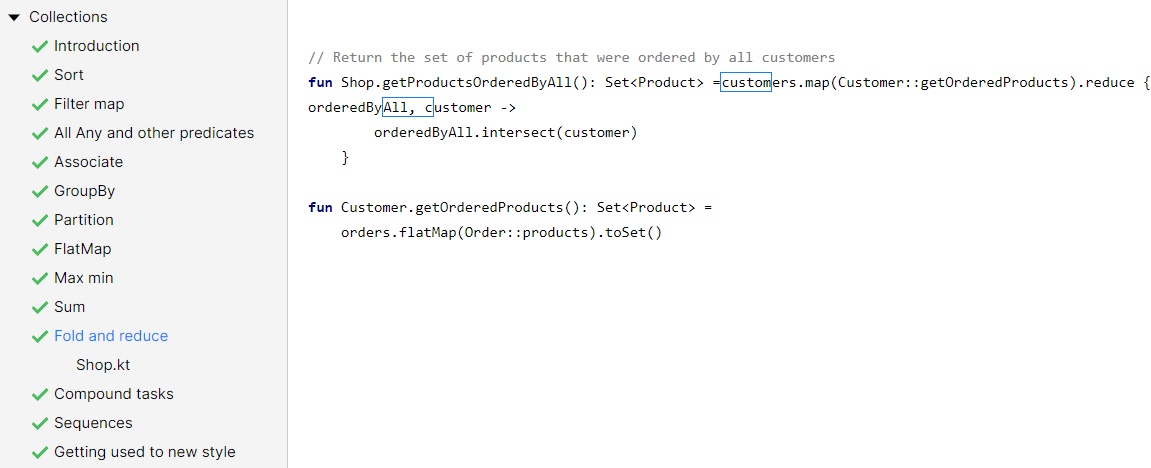 Collections
Introduction
Sort
Filter map
All Any and other predicates
Associate
GroupBy
Partition
FlatMap
Max min
Sum
Fold and reduce
Shop.kt
Compound tasks
Sequences
Getting used to new style
// Return the set of products that were ordered by all customers
fun Shop.getProductsOrderedByAll(): Set<Product> =customers.map(Customer::getOrderedProducts).reduce {
orderedByAll, customer ->
        orderedByAll.intersect(customer)
    }
fun Customer.getOrderedProducts(): Set<Product> =
    orders.flatMap(Order::products).toSet()